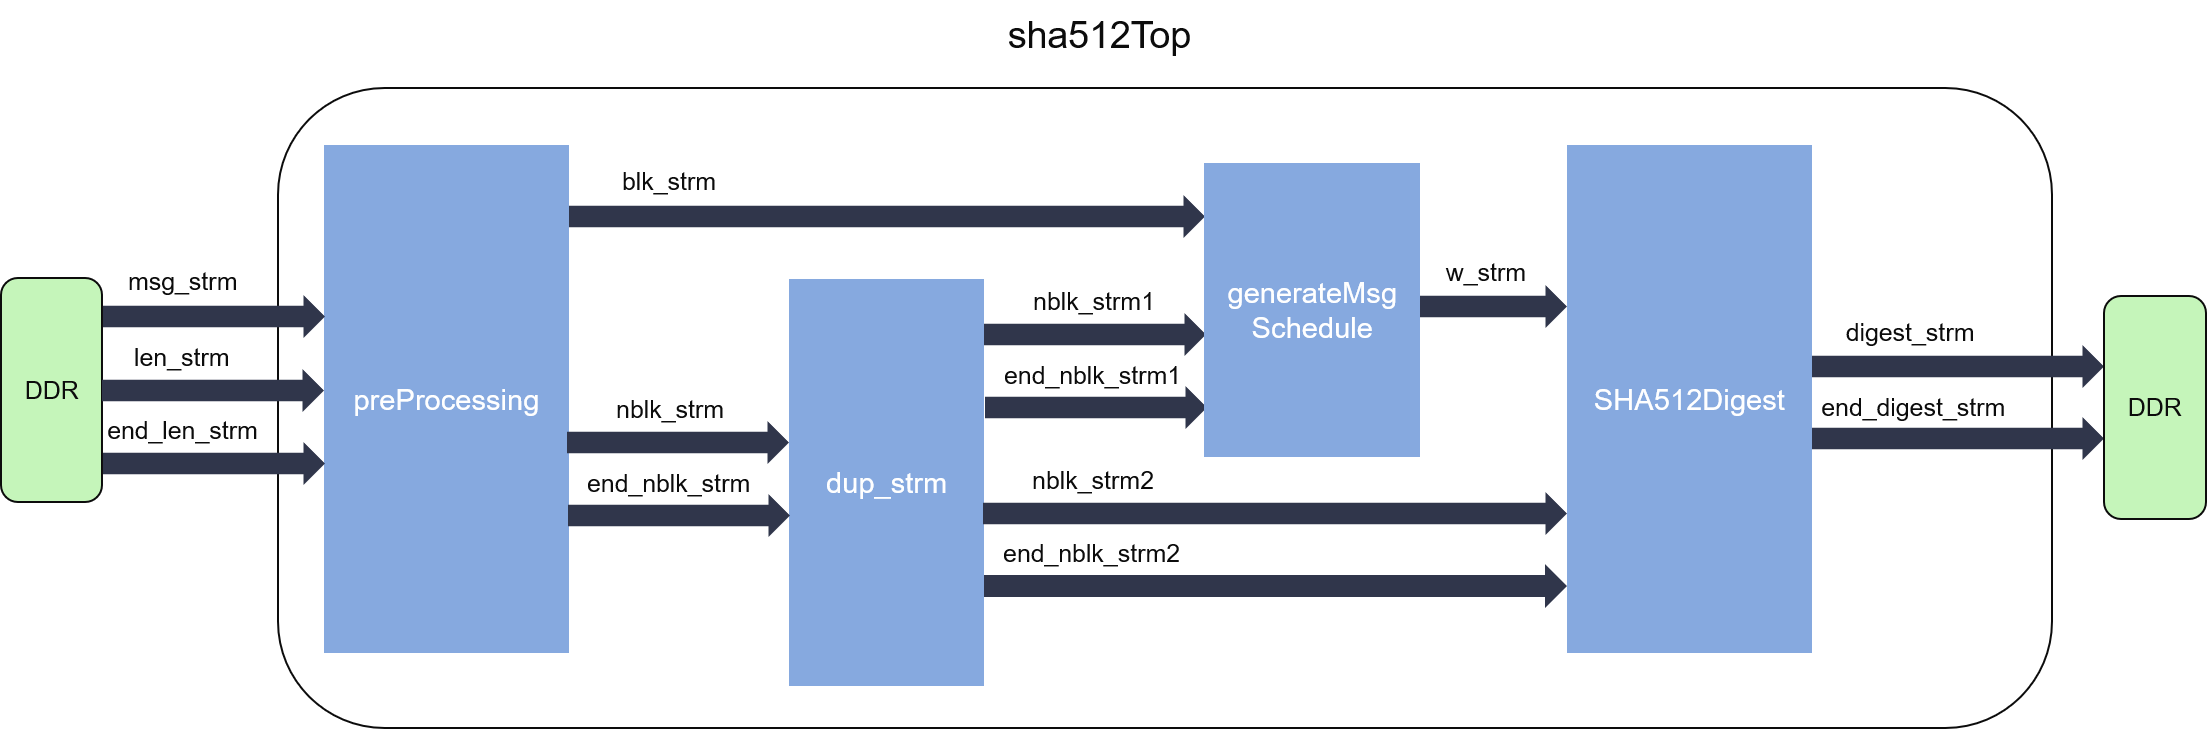 sha512Top
DDR
msg_strm
len_strm
end_len_strm
preProcessing
blk_strm
nblk_strm
end_nblk_strm
dup_strm
nblk_strm1
end_nblk_strm1
nblk_strm2
end_nblk_strm2
generateMsg
Schedule
w_strm
SHA512Digest
digest_strm
end_digest_strm
DDR